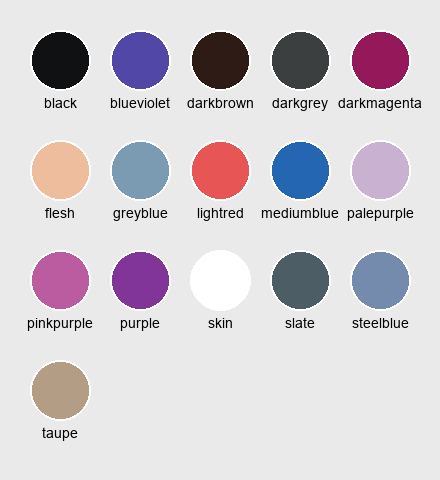 black blueviolet darkbrown darkgrey darkmagenta
flesh greyblue lightred mediumblue palepurple
pinkpurple purple skin slate steelblue
taupe